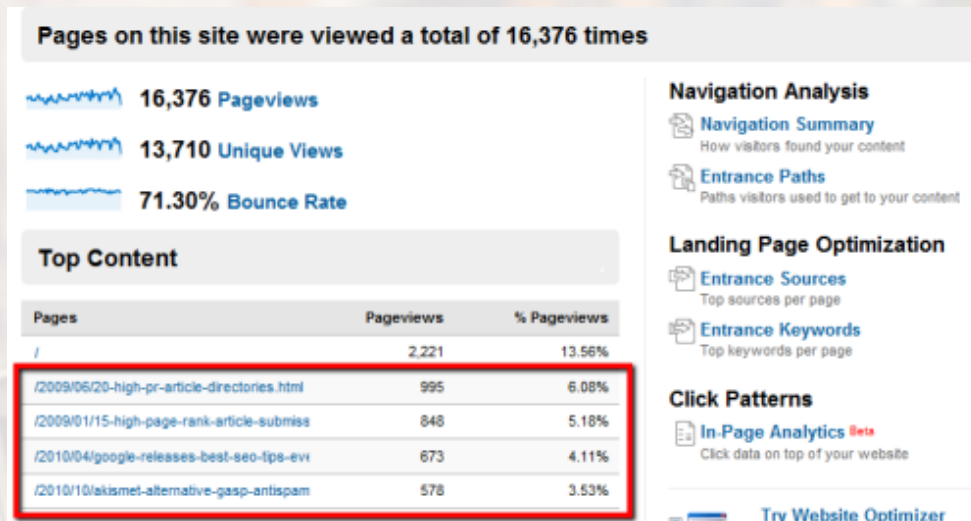 Pages on this site were viewed a total of 16,376 times
16,376 Pageviews
13,710 Unique Views
71.30% Bounce Rate
Top Content
Pages Pageviews % Pageviews
/ 2,221 13.56%
/2009/06/20-high-pr-article-directories.html 995 6.08%
/2009/01/15-high-page-rank-article-submiss 848 5.18%
/2010/04/google-releases-best-seo-tips-eve 673 4.11%
/2010/10/akismet-alternative-gasp-antispam 578 3.53%
Navigation Analysis
Navigation Summary
How visitors found your content
Entrance Paths
Paths visitors used to get to your content
Landing Page Optimization
Entrance Sources
Top sources per page
Entrance Keywords
Top keywords per page
Click Patterns
In-Page Analytics Beta
Click data on top of your website
Try Website Optimizer